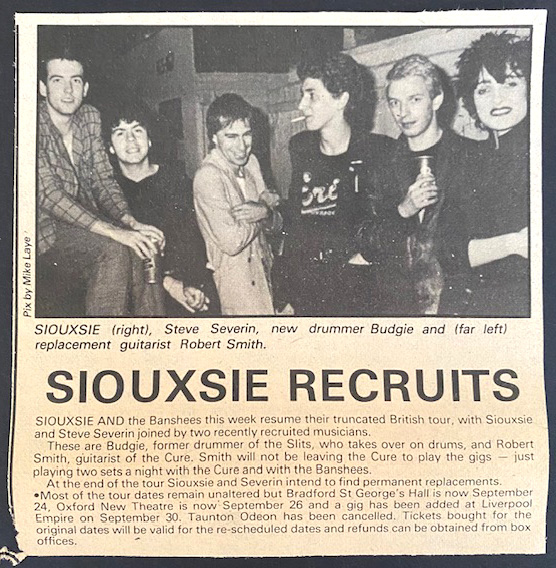 Pix by Mike Laye
SIOUXSIE (right), Steve Severin, new drummer Budgie and (far left)
replacement guitarist Robert Smith.
SIOUXSIE RECRUITS
SIOUXSIE AND the Banshees this week resume their truncated British tour, with Siouxsie
and Steve Severin joined by two recently recruited musicians.
These are Budgie, former drummer of the Slits, who takes over on drums, and Robert
Smith, guitarist of the Cure. Smith will not be leaving the Cure to play the gigs — just
playing two sets a night with the Cure and with the Banshees.
At the end of the tour Siouxsie and Severin intend to find permanent replacements.
•Most of the tour dates remain unaltered but Bradford St George's Hall is now September
24, Oxford New Theatre is now September 26 and a gig has been added at Liverpool
Empire on September 30. Taunton Odeon has been cancelled. Tickets bought for the
original dates will be valid for the re-scheduled dates and refunds can be obtained from box
offices.